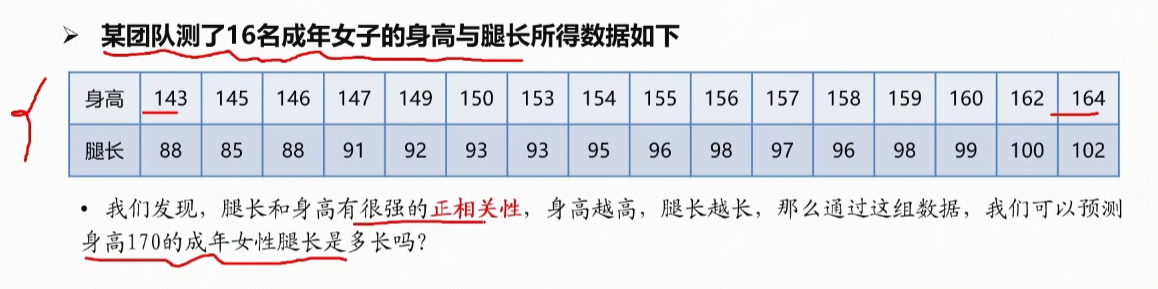 ➢ 某团队测了16名成年女子的身高与腿长所得数据如下
身高 143 145 146 147 149 150 153 154 155 156 157 158 159 160 162 164
腿长 88 85 88 91 92 93 93 95 96 98 97 96 98 99 100 102
• 我们发现，腿长和身高有很强的正相关性，身高越高，腿长越长，那么通过这组数据，我们可以预测
身高170的成年女性腿长是多长吗？